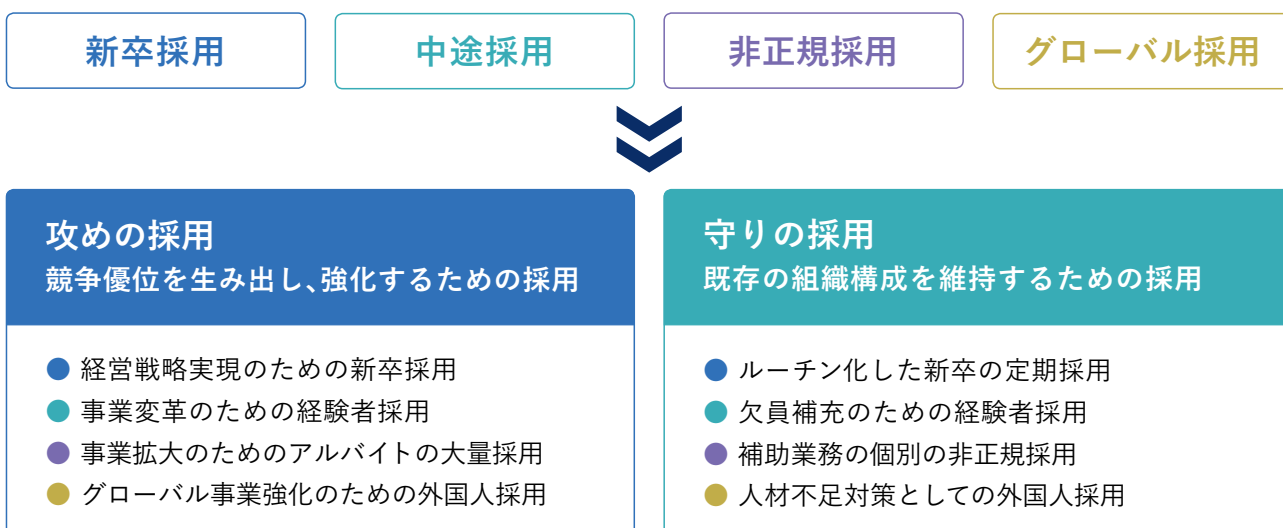 新卒採用
中途採用
非正規採用
グローバル採用
攻めの採用
競争優位を生み出し、強化するための採用
● 経営戦略実現のための新卒採用
● 事業変革のための経験者採用
● 事業拡大のためのアルバイトの大量採用
● グローバル事業強化のための外国人採用
守りの採用
既存の組織構成を維持するための採用
● ルーチン化した新卒の定期採用
● 欠員補充のための経験者採用
● 補助業務の個別の非正規採用
● 人材不足対策としての外国人採用